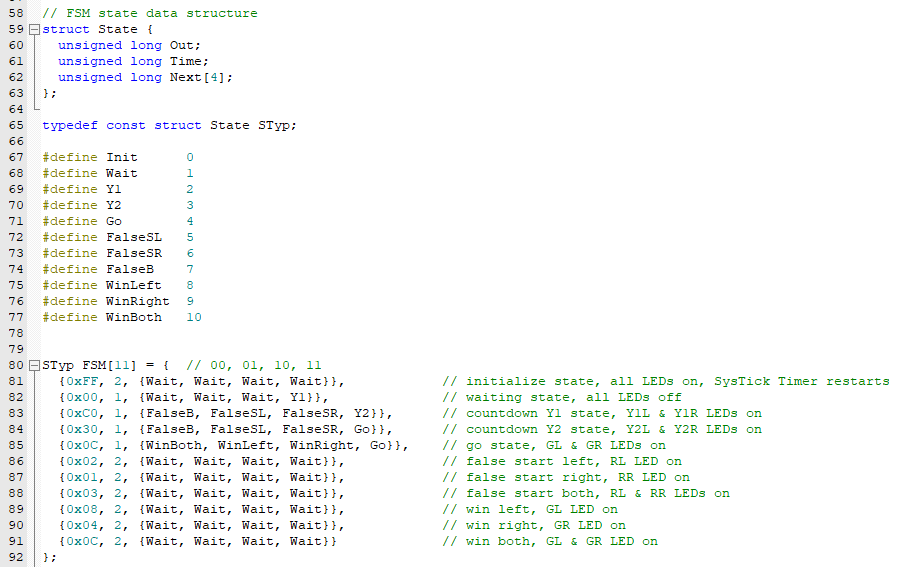 58 // FSM state data structure
59 struct State {
60 unsigned long Out;
61 unsigned long Time;
62 unsigned long Next[4];
63 };
64
65 typedef const struct State STyp;
66
67 #define Init 0
68 #define Wait 1
69 #define Y1 2
70 #define Y2 3
71 #define Go 4
72 #define FalseSL 5
73 #define FalseSR 6
74 #define FalseB 7
75 #define WinLeft 8
76 #define WinRight 9
77 #define WinBoth 10
78
79
80 STyp FSM[11] = { // 00, 01, 10, 11
81 {0xFF, 2, {Wait, Wait, Wait, Wait}}, // initialize state, all LEDs on, SysTick Timer restarts
82 {0x00, 1, {Wait, Wait, Wait, Y1}}, // waiting state, all LEDs off
83 {0xC0, 1, {FalseB, FalseSL, FalseSR, Y2}}, // countdown Y1 state, Y1L & Y1R LEDs on
84 {0x30, 1, {FalseB, FalseSL, FalseSR, Go}}, // countdown Y2 state, Y2L & Y2R LEDs on
85 {0x0C, 1, {WinBoth, WinLeft, WinRight, Go}}, // go state, GL & GR LEDs on
86 {0x02, 2, {Wait, Wait, Wait, Wait}}, // false start left, RL LED on
87 {0x01, 2, {Wait, Wait, Wait, Wait}}, // false start right, RR LED on
88 {0x03, 2, {Wait, Wait, Wait, Wait}}, // false start both, RL & RR LEDs on
89 {0x08, 2, {Wait, Wait, Wait, Wait}}, // win left, GL LED on
90 {0x04, 2, {Wait, Wait, Wait, Wait}}, // win right, GR LED on
91 {0x0C, 2, {Wait, Wait, Wait, Wait}} // win both, GL & GR LED on
92 };